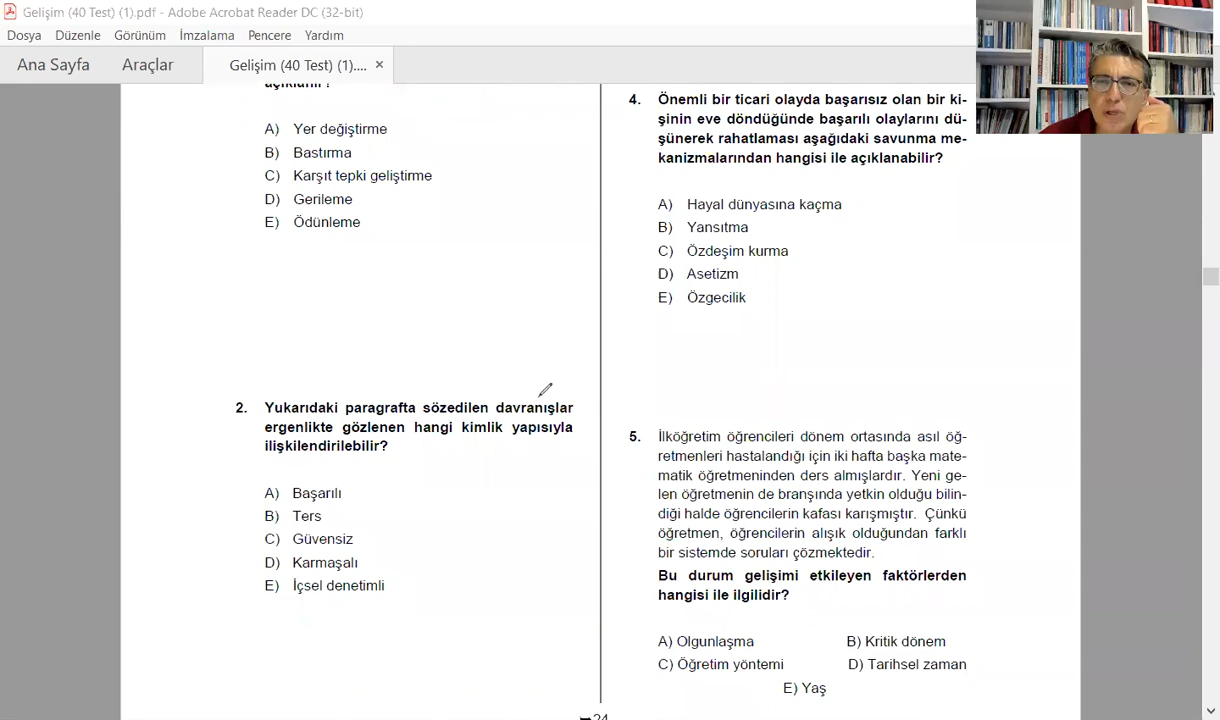 Gelişim (40 Test) (1).pdf - Adobe Acrobat Reader DC (32-bit)
Dosya Düzenle Görünüm İmzalama Pencere Yardım
Ana Sayfa Araçlar Gelişim (40 Test) (1).... ×
açıklanır?
A) Yer değiştirme
B) Bastırma
C) Karşıt tepki geliştirme
D) Gerileme
E) Ödünleme
2. Yukarıdaki paragrafta sözedilen davranışlar
ergenlikte gözlenen hangi kimlik yapısıyla
ilişkilendirilebilir?
A) Başarılı
B) Ters
C) Güvensiz
D) Karmaşalı
E) İçsel denetimli
4. Önemli bir ticari olayda başarısız olan bir ki-
şinin eve döndüğünde başarılı olaylarını dü-
şünerek rahatlaması aşağıdaki savunma me-
kanizmalarından hangisi ile açıklanabilir?
A) Hayal dünyasına kaçma
B) Yansıtma
C) Özdeşim kurma
D) Asetizm
E) Özgecilik
5. İlköğretim öğrencileri dönem ortasında asıl öğ-
retmenleri hastalandığı için iki hafta başka mate-
matik öğretmeninden ders almışlardır. Yeni ge-
len öğretmenin de branşında yetkin olduğu bilin-
diği halde öğrencilerin kafası karışmıştır. Çünkü
öğretmen, öğrencilerin alışık olduğundan farklı
bir sistemde soruları çözmektedir.
Bu durum gelişimi etkileyen faktörlerden
hangisi ile ilgilidir?
A) Olgunlaşma B) Kritik dönem
C) Öğretim yöntemi D) Tarihsel zaman
E) Yaş
24